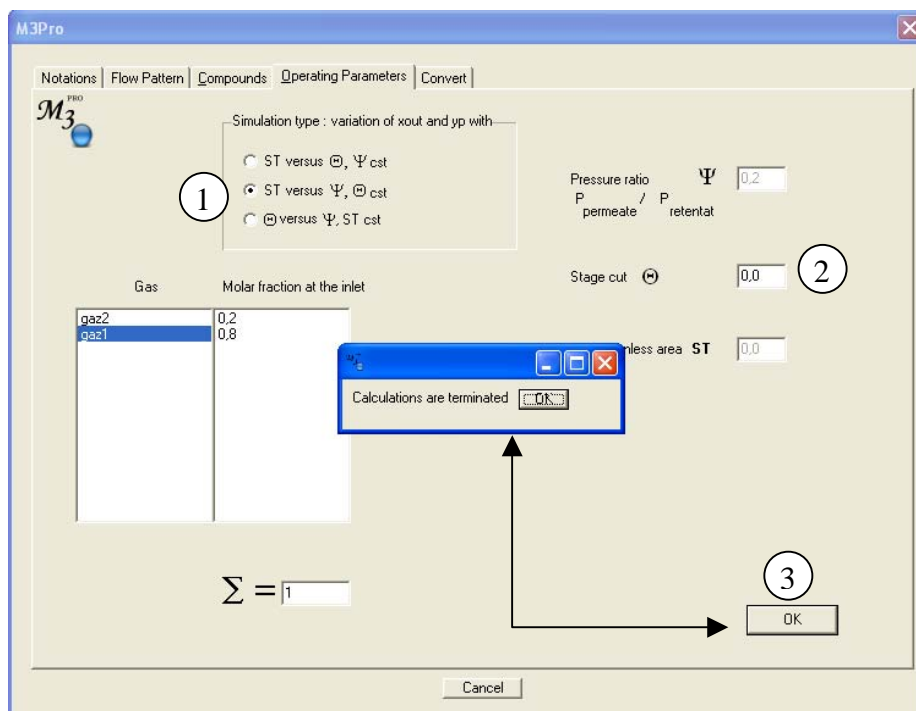 M3Pro
Notations Flow Pattern Compounds Operating Parameters Convert
M3 PRO
Simulation type : variation of xout and yp with
ST versus Θ, Ψ cst
1
ST versus Ψ, Θ cst
Θ versus Ψ, ST cst
Pressure ratio Ψ 0,2
P permeate / P retentat
Stage cut Θ 0,0 2
Gas Molar fraction at the inlet
gaz2 0,2
gaz1 0,8
nless area ST 0,0
Calculations are terminated OK
Σ = 1
3
OK
Cancel